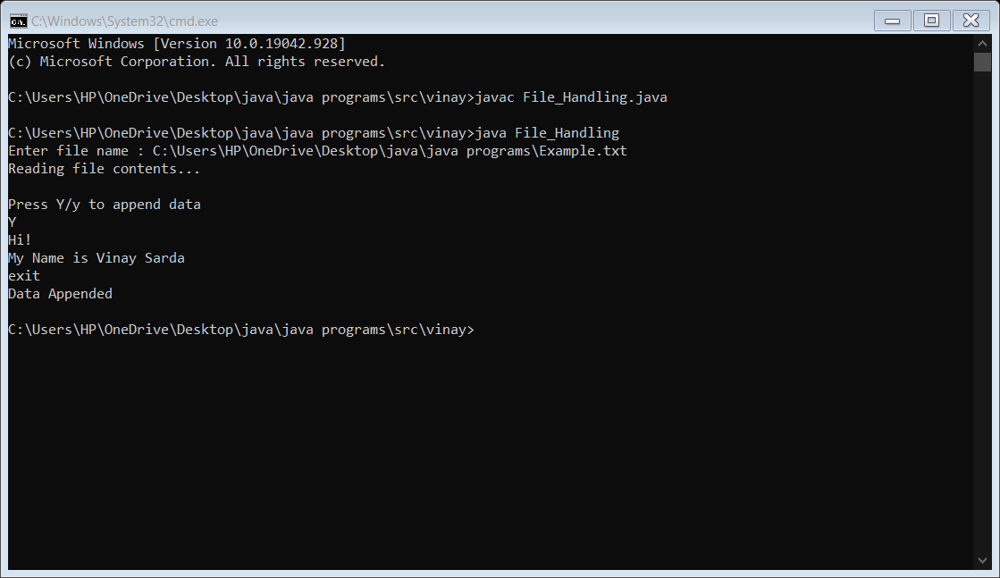 C:\Windows\System32\cmd.exe
Microsoft Windows [Version 10.0.19042.928]
(c) Microsoft Corporation. All rights reserved.
C:\Users\HP\OneDrive\Desktop\java\java programs\src\vinay>javac File_Handling.java
C:\Users\HP\OneDrive\Desktop\java\java programs\src\vinay>java File_Handling
Enter file name : C:\Users\HP\OneDrive\Desktop\java\java programs\Example.txt
Reading file contents...
Press Y/y to append data
Y
Hi!
My Name is Vinay Sarda
exit
Data Appended
C:\Users\HP\OneDrive\Desktop\java\java programs\src\vinay>